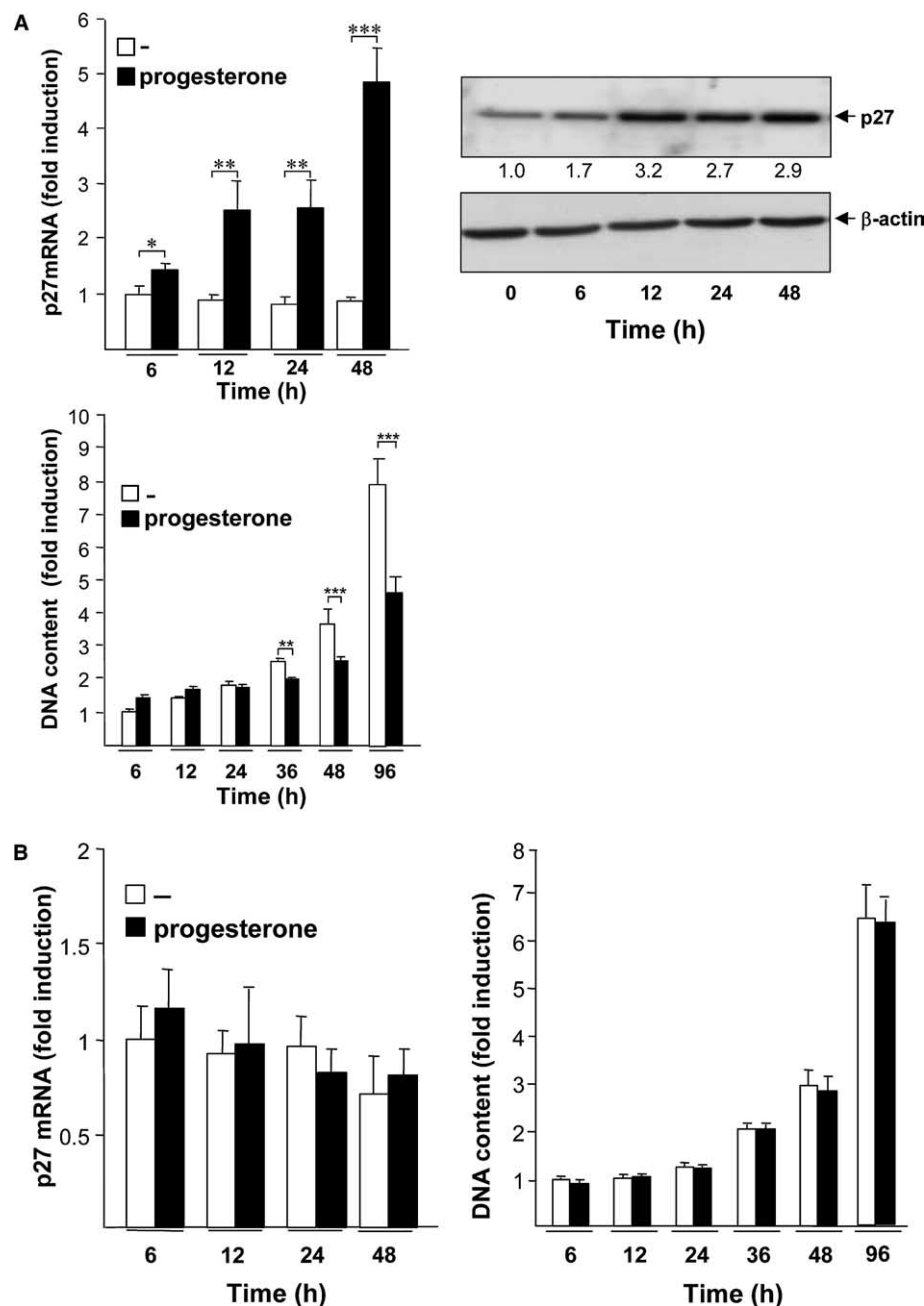 A
p27mRNA (fold induction)
6
5
4
3
2
1
-
progesterone
*
**
**
***
6 12 24 48
Time (h)
p27
1.0 1.7 3.2 2.7 2.9
β-actin
0 6 12 24 48
Time (h)
DNA content (fold induction)
10
9
8
7
6
5
4
3
2
1
-
progesterone
**
***
***
6 12 24 36 48 96
Time (h)
B
p27 mRNA (fold induction)
2
1.5
1
0.5
–
progesterone
6 12 24 48
Time (h)
DNA content (fold induction)
8
7
6
5
4
3
2
1
6 12 24 36 48 96
Time (h)